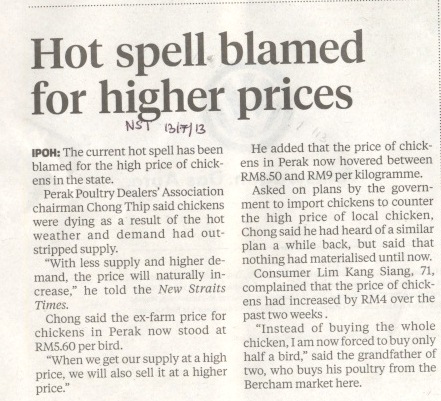 Hot spell blamed
for higher prices
NST 13/7/13
IPOH: The current hot spell has been
blamed for the high price of chick-
ens in the state.
Perak Poultry Dealers' Association
chairman Chong Thip said chickens
were dying as a result of the hot
weather and demand had out-
stripped supply.
"With less supply and higher de-
mand, the price will naturally in-
crease," he told the New Straits
Times.
Chong said the ex-farm price for
chickens in Perak now stood at
RM5.60 per bird.
"When we get our supply at a high
price, we will also sell it at a higher
price."
He added that the price of chick-
ens in Perak now hovered between
RM8.50 and RM9 per kilogramme.
Asked on plans by the govern-
ment to import chickens to counter
the high price of local chicken,
Chong said he had heard of a similar
plan a while back, but said that
nothing had materialised until now.
Consumer Lim Kang Siang, 71,
complained that the price of chick-
ens had increased by RM4 over the
past two weeks.
"Instead of buying the whole
chicken, I am now forced to buy only
half a bird," said the grandfather of
two, who buys his poultry from the
Bercham market here.